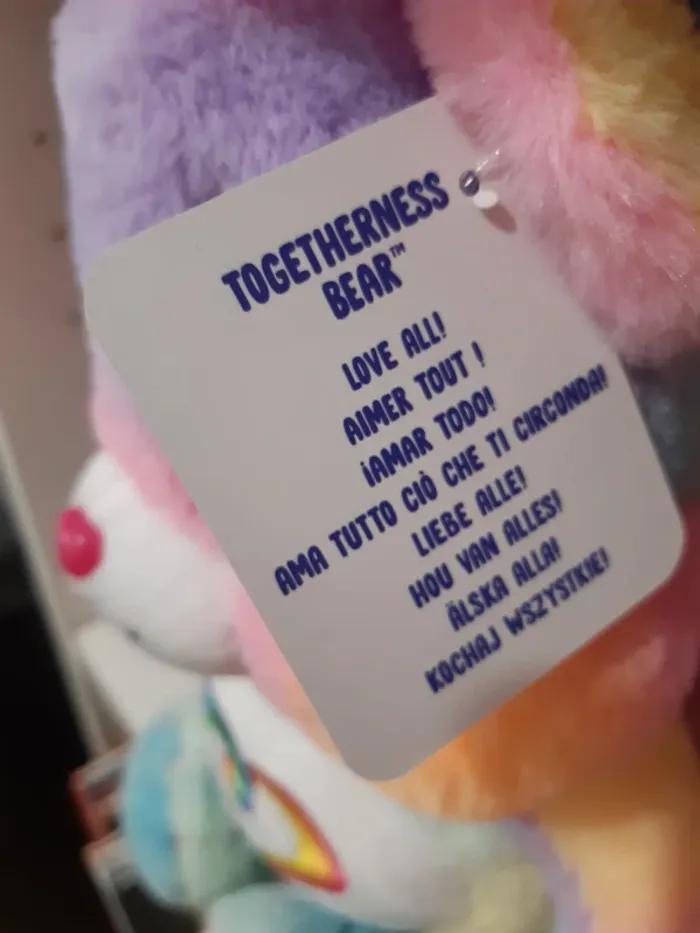 TOGETHERNESS
BEAR™
LOVE ALL!
AIMER TOUT !
¡AMAR TODO!
AMA TUTTO CIÒ CHE TI CIRCONDA!
LIEBE ALLE!
HOU VAN ALLES!
ÄLSKA ALLA!
KOCHAJ WSZYSTKIE!